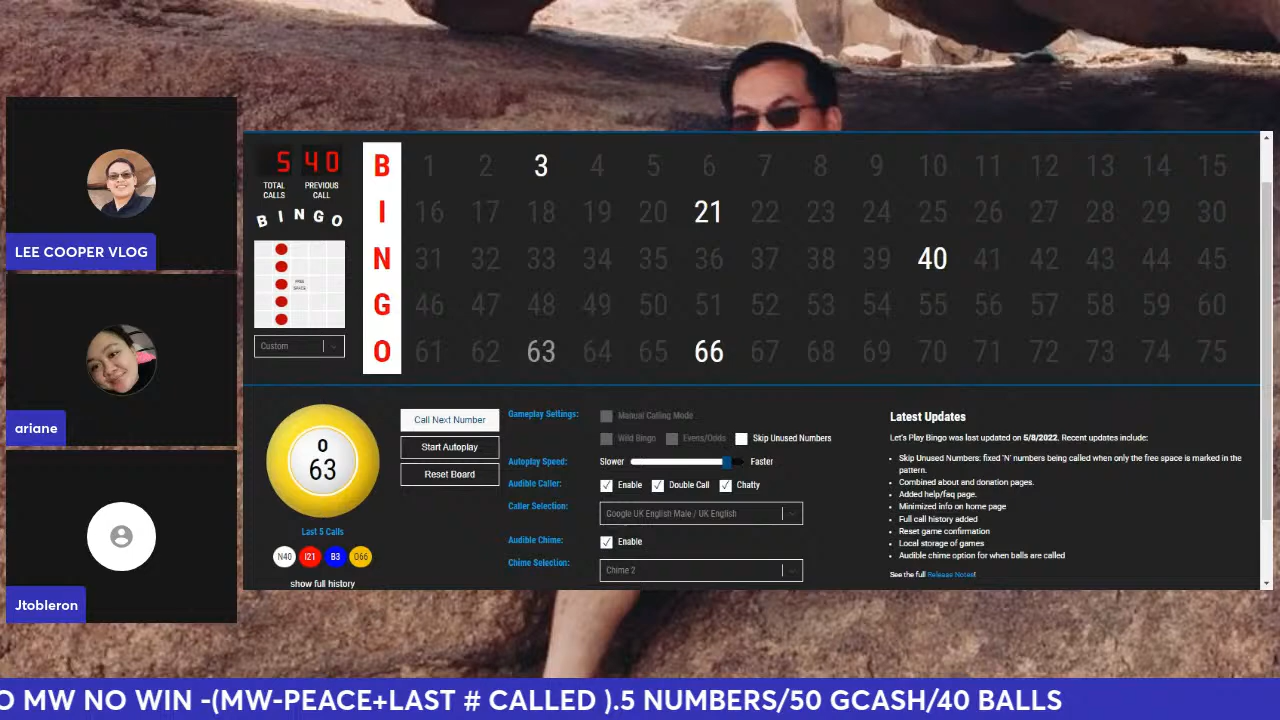 LEE COOPER VLOG
ariane
Jtobleron
5 40
TOTAL CALLS PREVIOUS CALL
BINGO
FREE SPACE
Custom
B 1 2 3 4 5 6 7 8 9 10 11 12 13 14 15
I 16 17 18 19 20 21 22 23 24 25 26 27 28 29 30
N 31 32 33 34 35 36 37 38 39 40 41 42 43 44 45
G 46 47 48 49 50 51 52 53 54 55 56 57 58 59 60
O 61 62 63 64 65 66 67 68 69 70 71 72 73 74 75
O
63
Last 5 Calls
N40 I21 B3 O66
show full history
Call Next Number
Start Autoplay
Reset Board
Gameplay Settings:
Manual Calling Mode
Wild Bingo Evens/Odds Skip Unused Numbers
Autoplay Speed: Slower Faster
Audible Caller: Enable Double Call Chatty
Caller Selection: Google UK English Male / UK English
Audible Chime: Enable
Chime Selection: Chime 2
Latest Updates
Let's Play Bingo was last updated on 5/8/2022. Recent updates include:
Skip Unused Numbers: fixed 'N' numbers being called when only the free space is marked in the
pattern.
Combined about and donation pages.
Added help/faq page.
Minimized info on home page
Full call history added
Reset game confirmation
Local storage of games
Audible chime option for when balls are called
See the full Release Notes!
O MW NO WIN -(MW-PEACE+LAST # CALLED ).5 NUMBERS/50 GCASH/40 BALLS